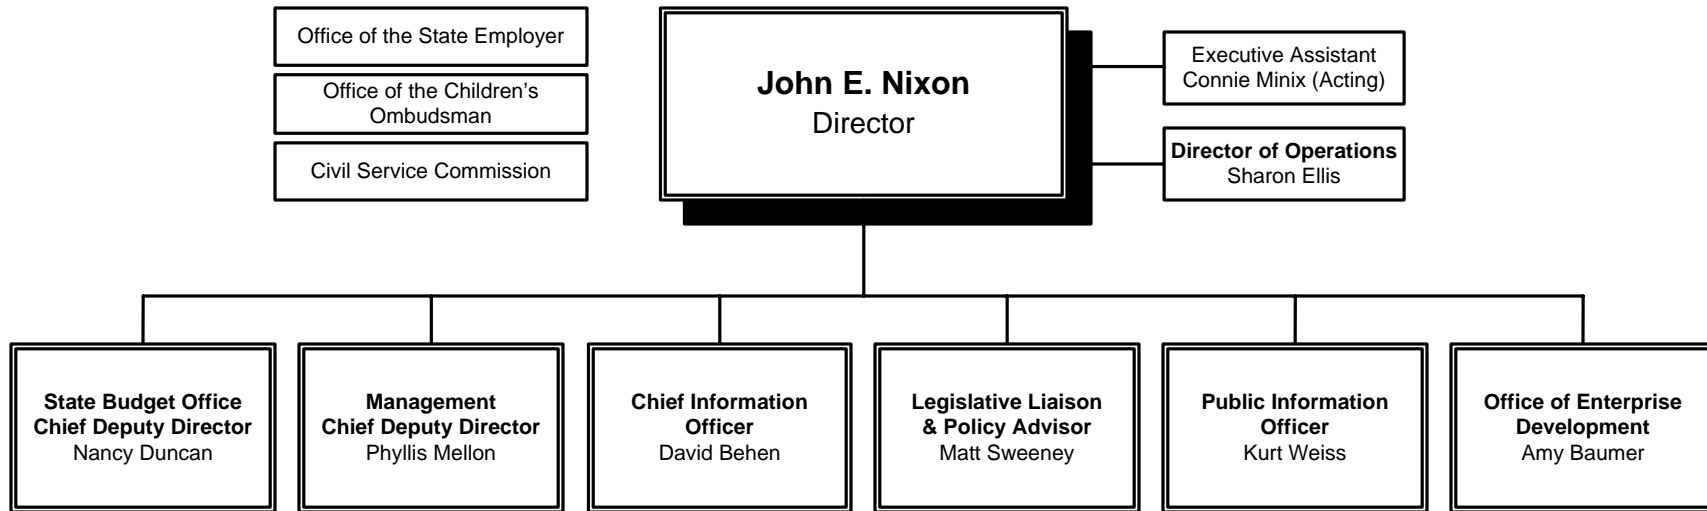 Office of the State Employer
Office of the Children's
Ombudsman
Civil Service Commission
John E. Nixon
Director
Executive Assistant
Connie Minix (Acting)
Director of Operations
Sharon Ellis
State Budget Office
Chief Deputy Director
Nancy Duncan
Management
Chief Deputy Director
Phyllis Mellon
Chief Information
Officer
David Behen
Legislative Liaison
& Policy Advisor
Matt Sweeney
Public Information
Officer
Kurt Weiss
Office of Enterprise
Development
Amy Baumer